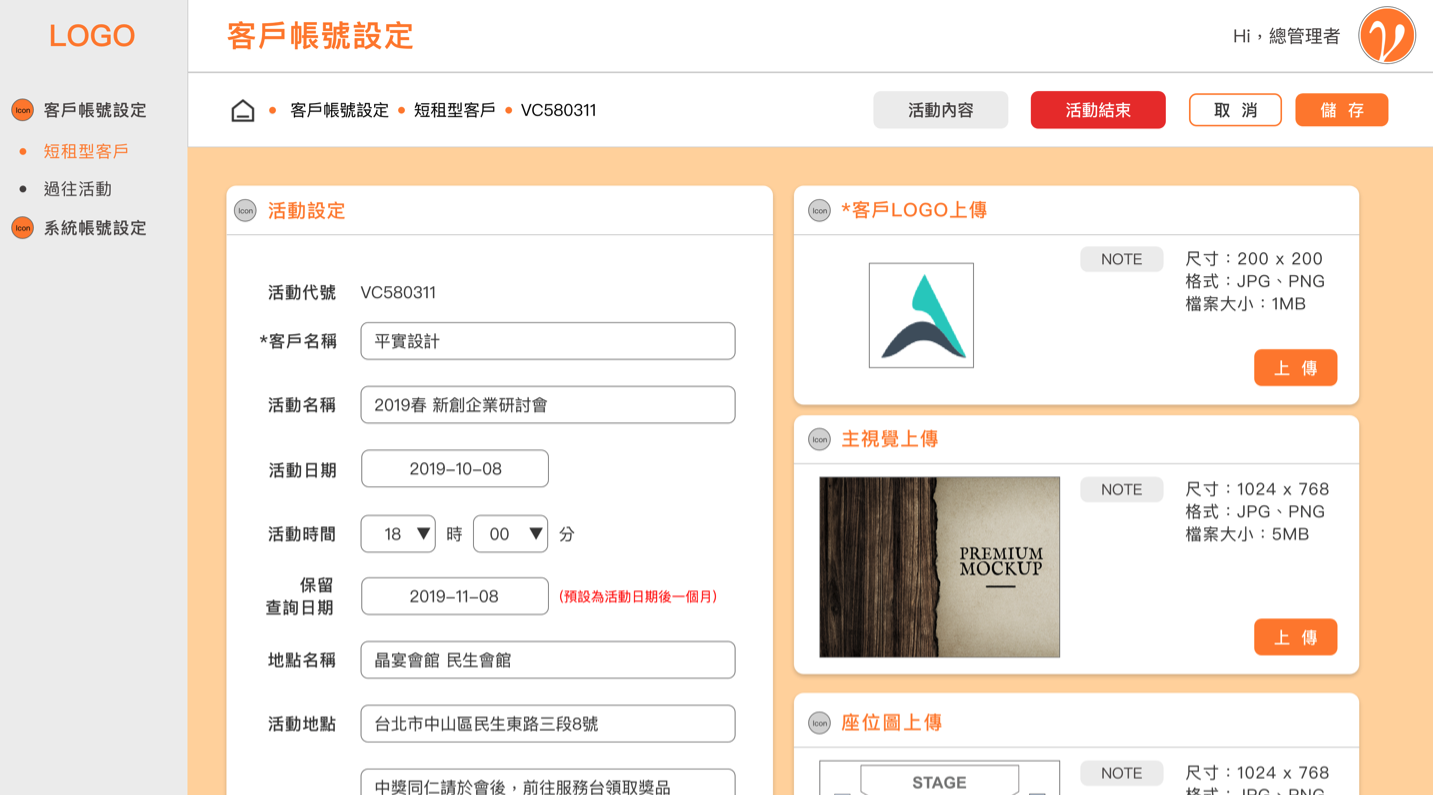 LOGO
客戶帳號設定
Hi，總管理者
Icon 客戶帳號設定
短租型客戶
過往活動
Icon 系統帳號設定
客戶帳號設定 • 短租型客戶 • VC580311
活動內容
活動結束
取 消
儲 存
Icon 活動設定
活動代號 VC580311
*客戶名稱 平實設計
活動名稱 2019春 新創企業研討會
活動日期 2019-10-08
活動時間 18 ▼ 時 00 ▼ 分
保留
查詢日期 2019-11-08 (預設為活動日期後一個月)
地點名稱 晶宴會館 民生會館
活動地點 台北市中山區民生東路三段8號
中獎同仁請於會後，前往服務台領取獎品
Icon *客戶LOGO上傳
NOTE
尺寸：200 x 200
格式：JPG、PNG
檔案大小：1MB
上 傳
Icon 主視覺上傳
PREMIUM
MOCKUP
NOTE
尺寸：1024 x 768
格式：JPG、PNG
檔案大小：5MB
上 傳
Icon 座位圖上傳
STAGE
NOTE
尺寸：1024 x 768
格式：JPG、PNG